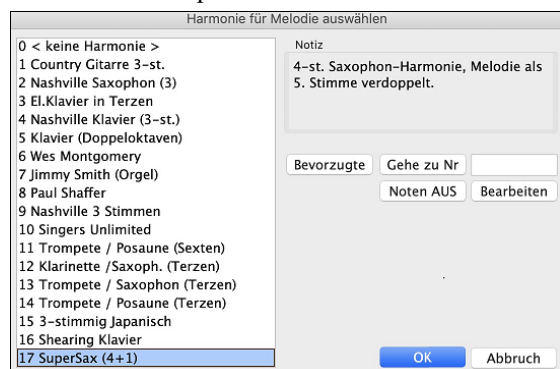 Harmonie für Melodie auswählen
0 < keine Harmonie >
1 Country Gitarre 3-st.
2 Nashville Saxophon (3)
3 El.Klavier in Terzen
4 Nashville Klavier (3-st.)
5 Klavier (Doppeloktaven)
6 Wes Montgomery
7 Jimmy Smith (Orgel)
8 Paul Shaffer
9 Nashville 3 Stimmen
10 Singers Unlimited
11 Trompete / Posaune (Sexten)
12 Klarinette /Saxoph. (Terzen)
13 Trompete / Saxophon (Terzen)
14 Trompete / Posaune (Terzen)
15 3-stimmig Japanisch
16 Shearing Klavier
17 SuperSax (4+1)
Notiz
4-st. Saxophon-Harmonie, Melodie als
5. Stimme verdoppelt.
Bevorzugte Gehe zu Nr
Noten AUS Bearbeiten
OK Abbruch